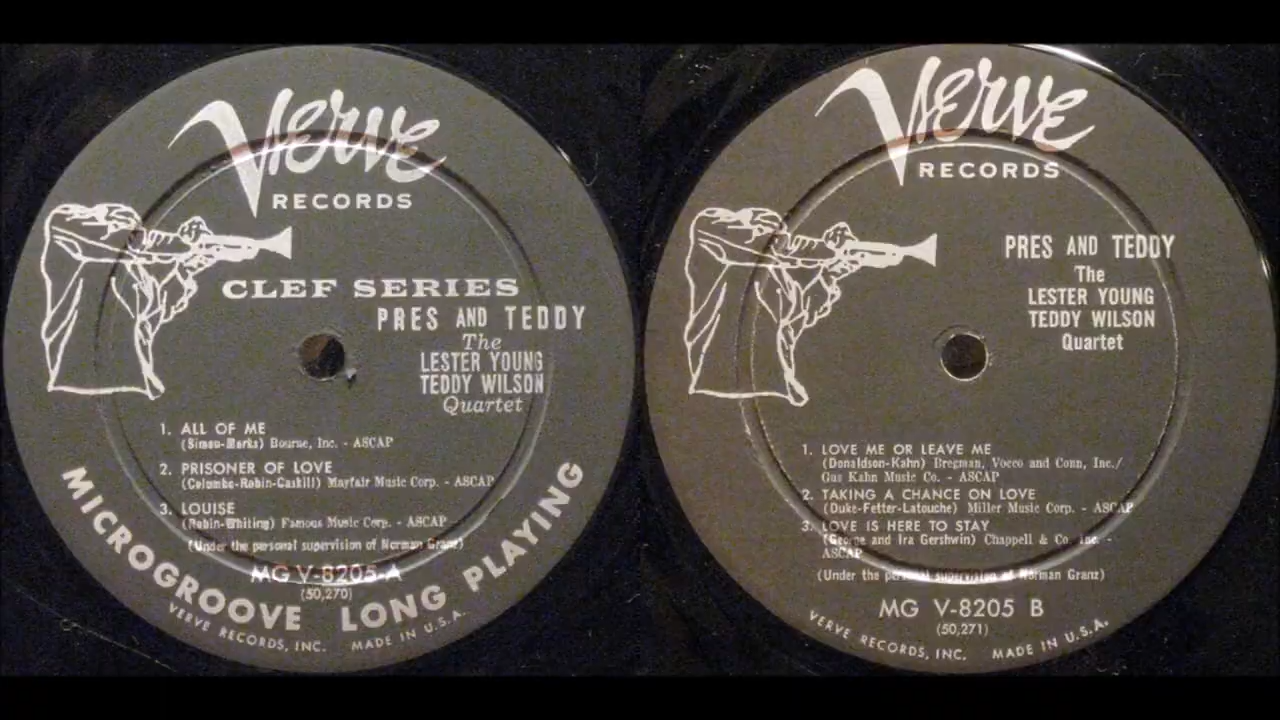 Verve
RECORDS
CLEF SERIES
PRES AND TEDDY
The
LESTER YOUNG
TEDDY WILSON
Quartet
1. ALL OF ME
(Simon-Marks) Bourne, Inc. - ASCAP
2. PRISONER OF LOVE
(Columbo-Robin-Gaskill) Mayfair Music Corp. - ASCAP
3. LOUISE
(Robin-Whiting) Famous Music Corp. - ASCAP
(Under the personal supervision of Norman Granz)
MG V-8205-A
(50,270)
MICROGROOVE LONG PLAYING
VERVE RECORDS, INC. MADE IN U.S.A.
Verve
RECORDS
PRES AND TEDDY
The
LESTER YOUNG
TEDDY WILSON
Quartet
1. LOVE ME OR LEAVE ME
(Donaldson-Kahn) Bregman, Vocco and Conn, Inc./
Gus Kahn Music Co. - ASCAP
2. TAKING A CHANCE ON LOVE
(Duke-Fetter-Latouche) Miller Music Corp. - ASCAP
3. LOVE IS HERE TO STAY
(George and Ira Gershwin) Chappell & Co. Inc. -
ASCAP
(Under the personal supervision of Norman Granz)
MG V-8205 B
(50,271)
VERVE RECORDS, INC. MADE IN U.S.A.